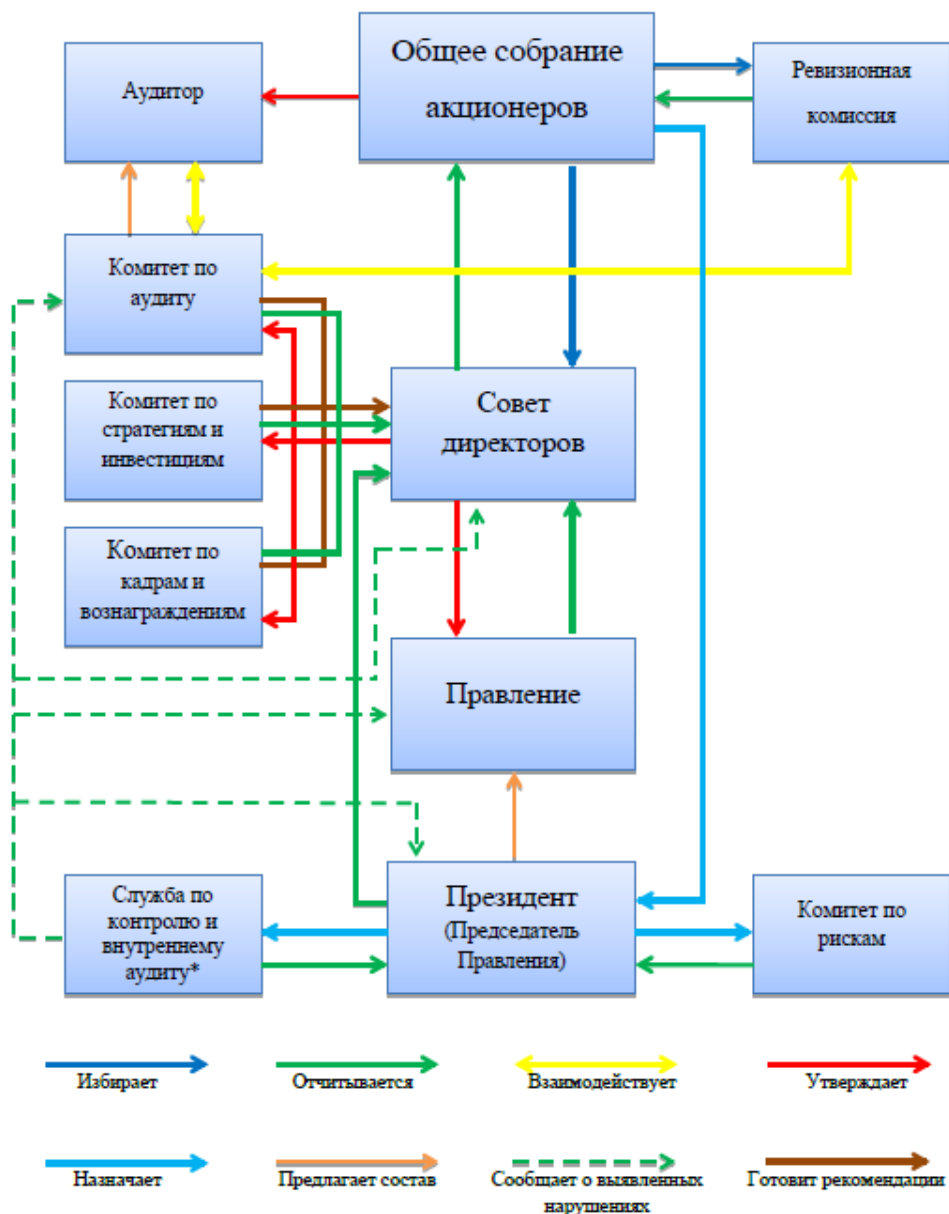 Общее собрание
акционеров
Аудитор
Ревизионная
комиссия
Комитет по
аудиту
Комитет по
стратегиям и
инвестициям
Совет
директоров
Комитет по
кадрам и
вознаграждениям
Правление
Служба по
контролю и
внутреннему
аудиту*
Президент
(Председатель
Правления)
Комитет по
рискам
Избирает
Отчитывается
Взаимодействует
Утверждает
Назначает
Предлагает состав
Сообщает о выявленных
нарушениях
Готовит рекомендации